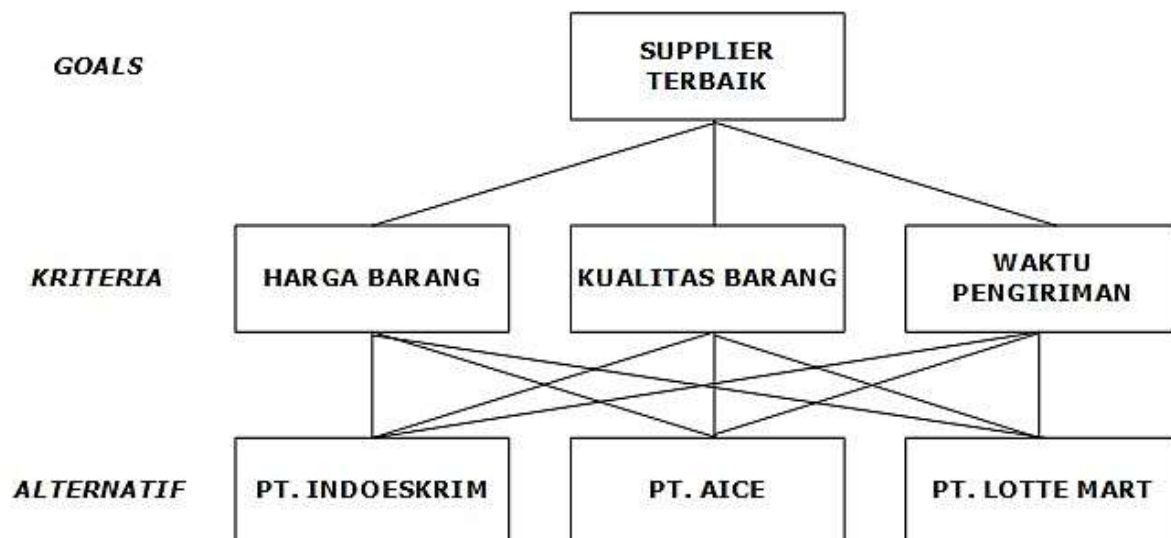 GOALS
SUPPLIER
TERBAIK
KRITERIA
HARGA BARANG
KUALITAS BARANG
WAKTU
PENGIRIMAN
ALTERNATIF
PT. INDOESKRIM
PT. AICE
PT. LOTTE MART